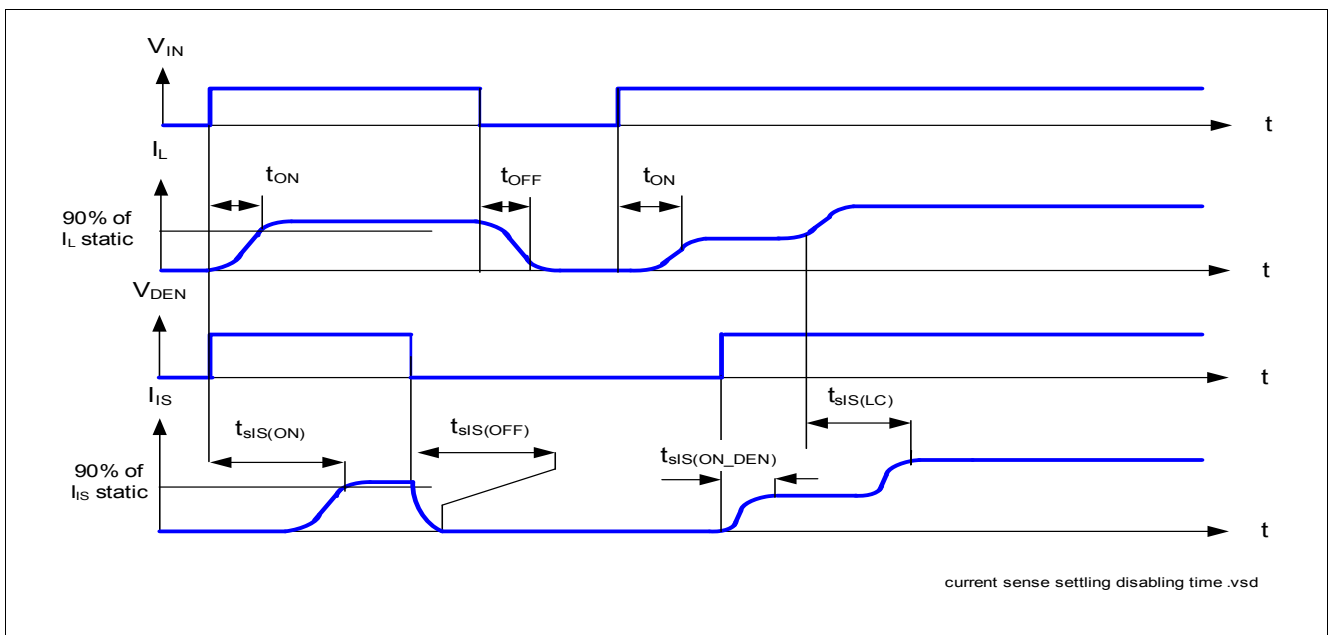 VIN
t
IL
tON
tOFF
tON
90% of
IL static
t
VDEN
t
IIS
tsIS(ON)
tsIS(OFF)
tsIS(LC)
tsIS(ON_DEN)
90% of
IIS static
t
current sense settling disabling time .vsd